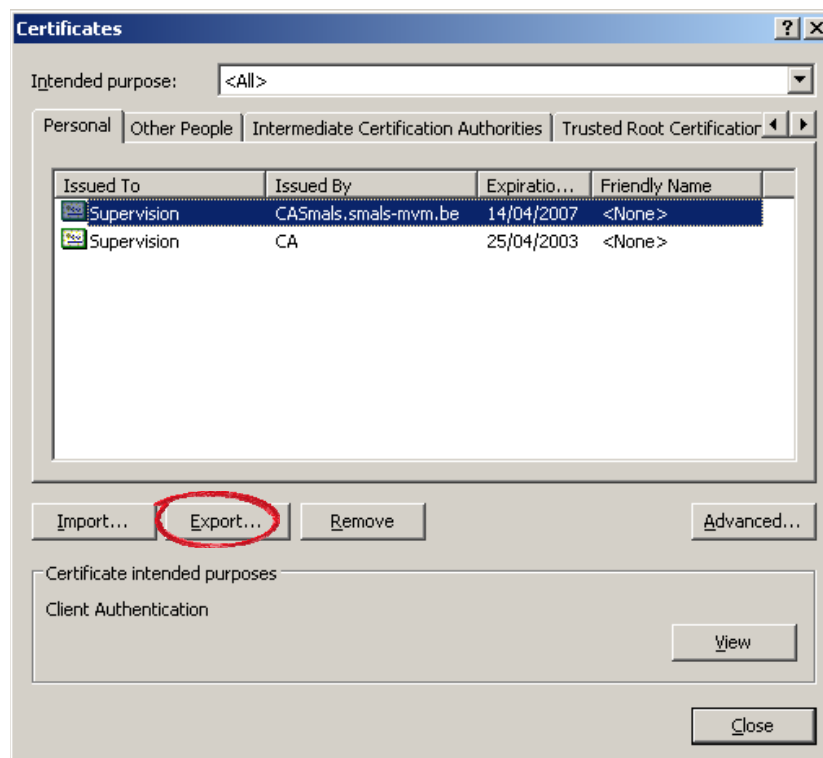 Certificates
Intended purpose: <All>
Personal Other People Intermediate Certification Authorities Trusted Root Certification
Issued To Issued By Expiratio... Friendly Name
Supervision CASmals.smals-mvm.be 14/04/2007 <None>
Supervision CA 25/04/2003 <None>
Import... Export... Remove Advanced...
Certificate intended purposes
Client Authentication
View
Close